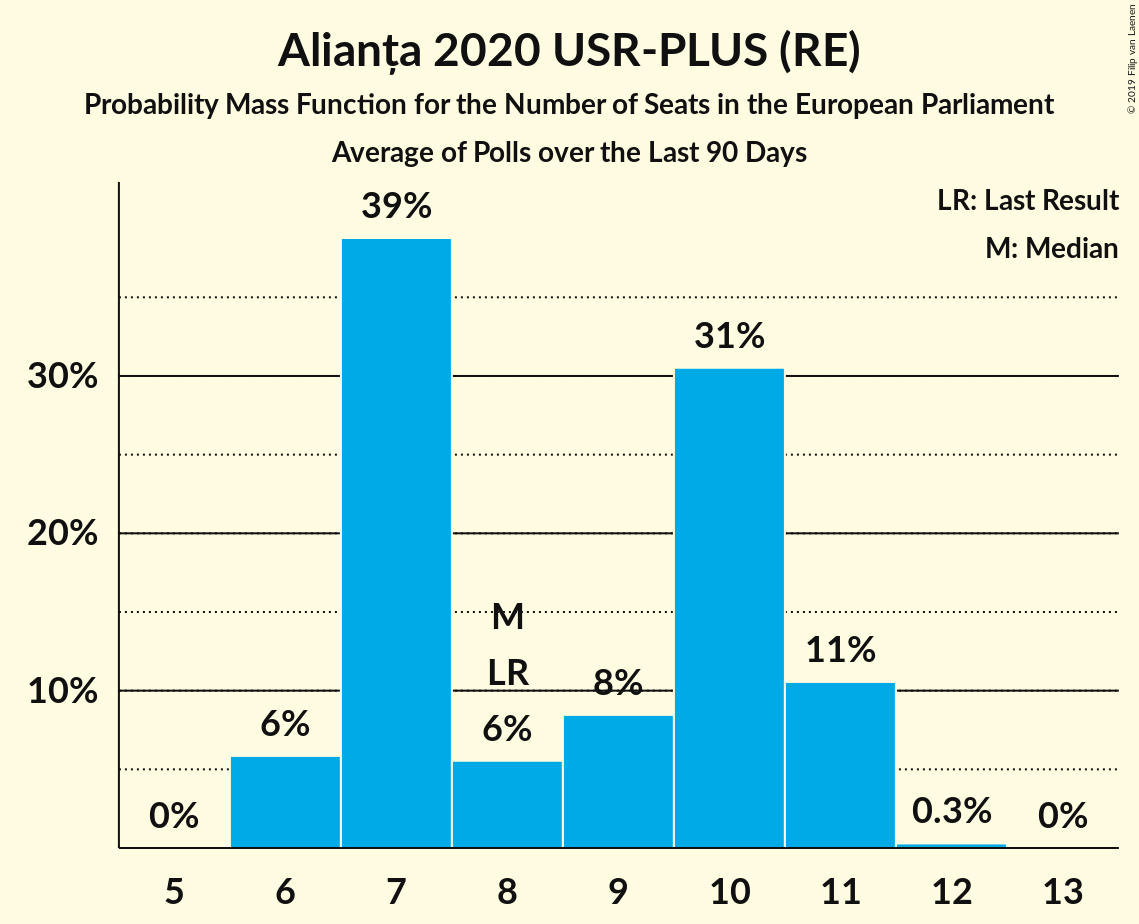 Alianța 2020 USR-PLUS (RE)
Probability Mass Function for the Number of Seats in the European Parliament
Average of Polls over the Last 90 Days
© 2019 Filip van Laenen
LR: Last Result
M: Median
39%
31%
30%
20%
M
LR
11%
10%
8%
6%
6%
0%
0.3%
0%
5 6 7 8 9 10 11 12 13